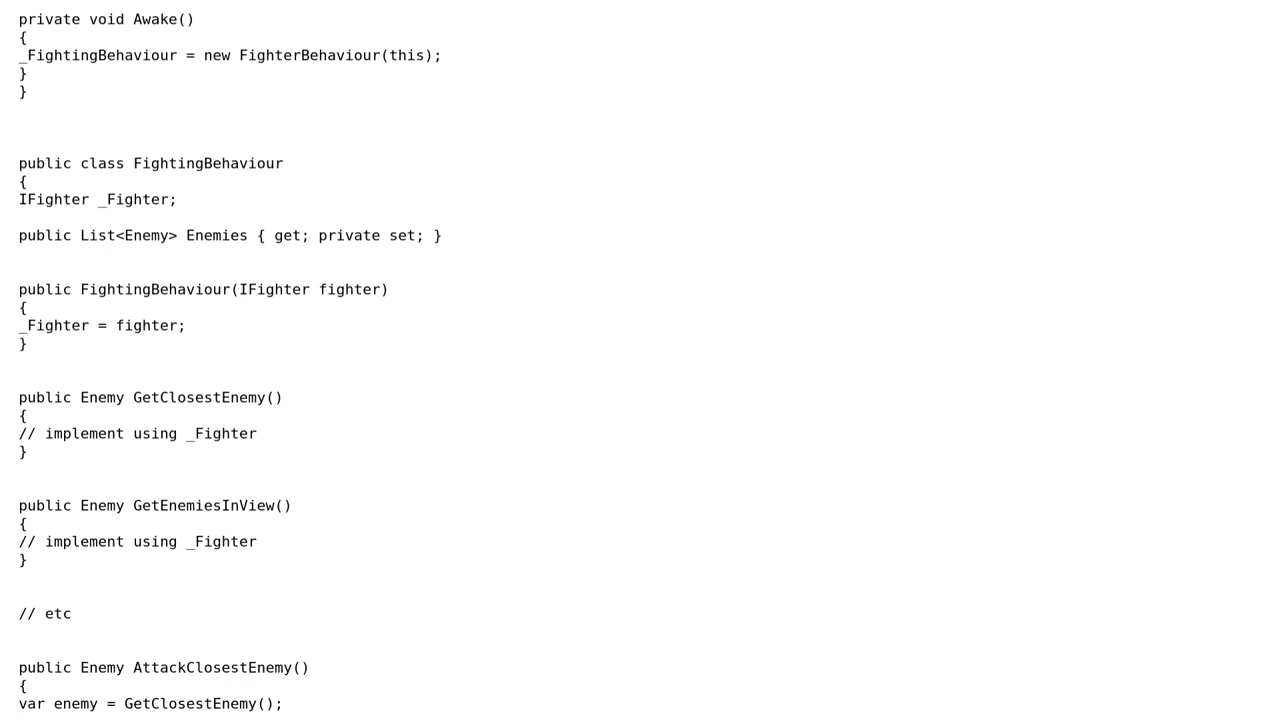 private void Awake()
{
_FightingBehaviour = new FighterBehaviour(this);
}
}
public class FightingBehaviour
{
IFighter _Fighter;
public List<Enemy> Enemies { get; private set; }
public FightingBehaviour(IFighter fighter)
{
_Fighter = fighter;
}
public Enemy GetClosestEnemy()
{
// implement using _Fighter
}
public Enemy GetEnemiesInView()
{
// implement using _Fighter
}
// etc
public Enemy AttackClosestEnemy()
{
var enemy = GetClosestEnemy();